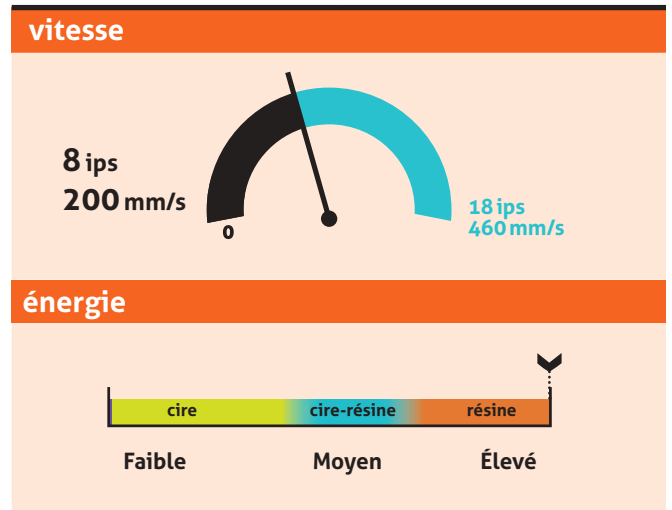 vitesse
8 ips
200 mm/s
0
18 ips
460 mm/s
énergie
cire cire-résine résine
Faible Moyen Élevé